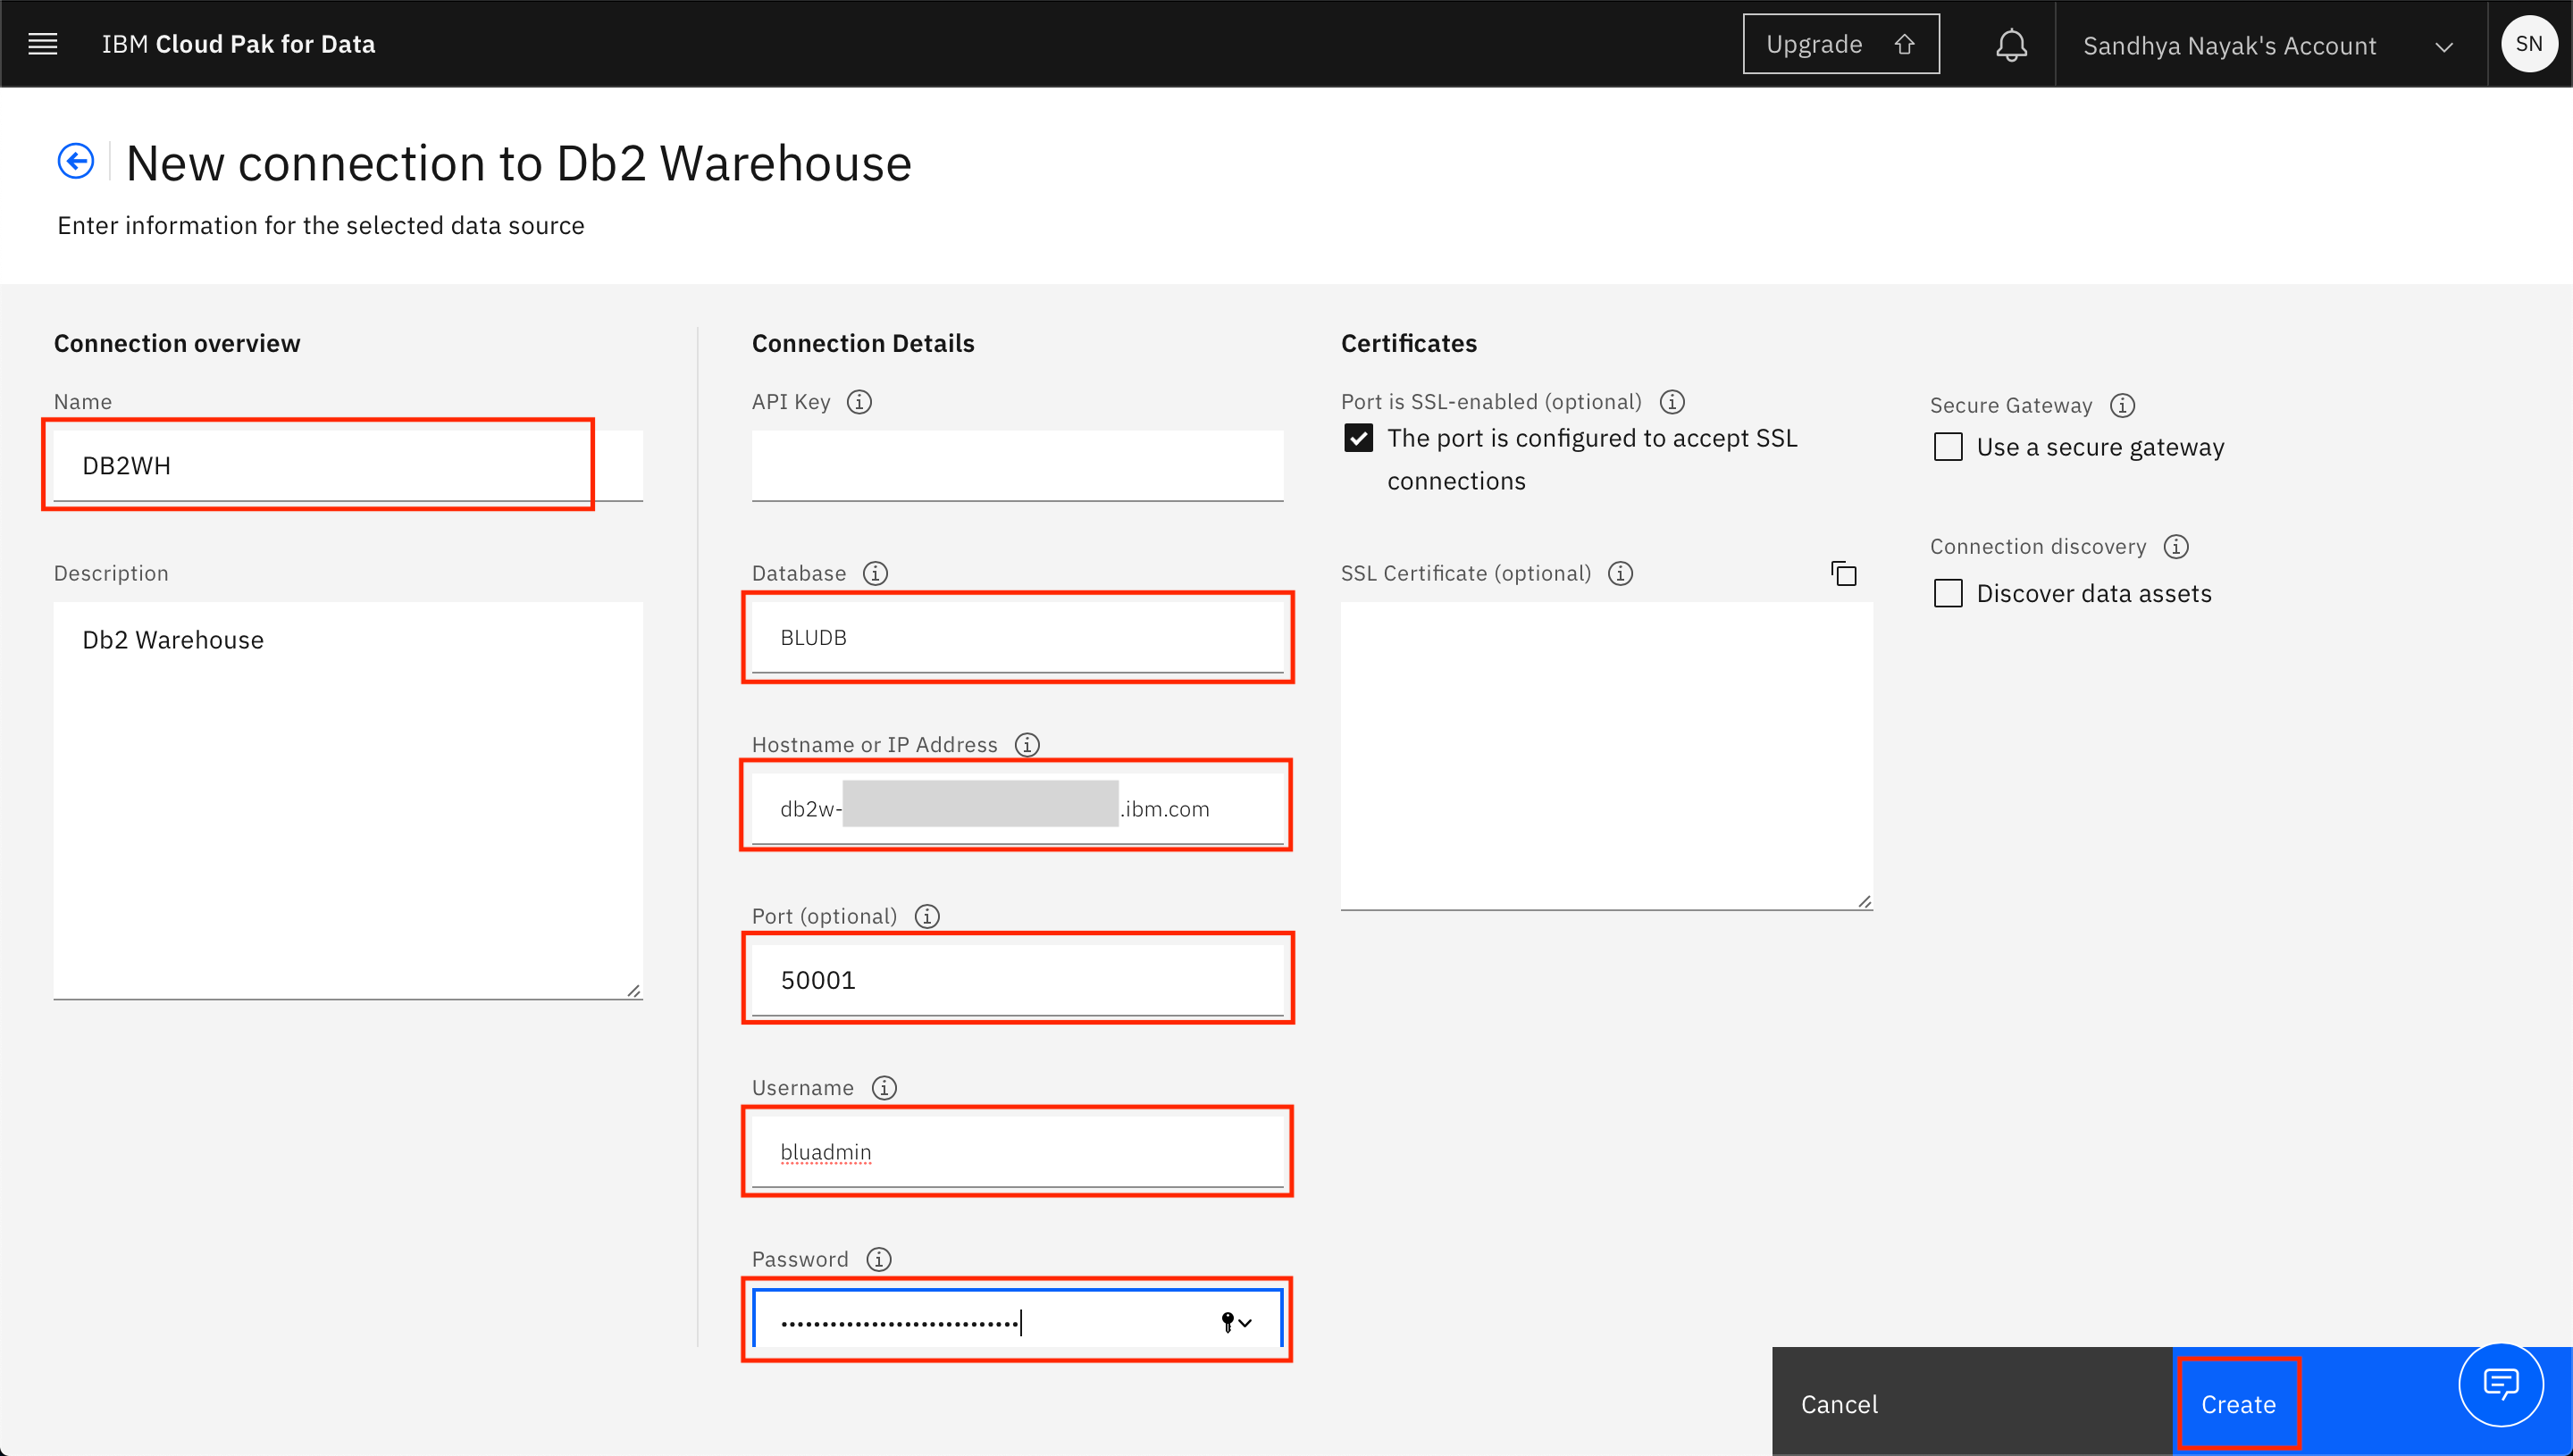 IBM Cloud Pak for Data
Upgrade
Sandhya Nayak's Account
SN
New connection to Db2 Warehouse
Enter information for the selected data source
Connection overview
Name
DB2WH
Description
Db2 Warehouse
Connection Details
API Key
Database
BLUDB
Hostname or IP Address
db2w- .ibm.com
Port (optional)
50001
Username
bluadmin
Password
•••••••••••••••••••••••••••••
Certificates
Port is SSL-enabled (optional)
The port is configured to accept SSL
connections
SSL Certificate (optional)
Secure Gateway
Use a secure gateway
Connection discovery
Discover data assets
Cancel
Create